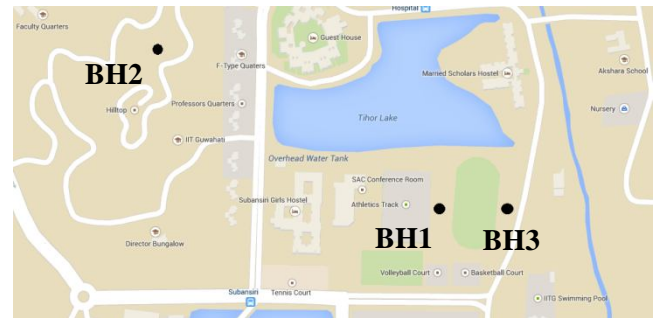 Hospital
Faculty Quarters
Guest House
BH2
F-Type Quaters
Married Scholars Hostel
Akshara School
Professors Quarters
Hilltop
Nursery
Tihor Lake
IIT Guwahati
Overhead Water Tank
SAC Conference Room
Subansiri Girls Hostel
Athletics Track
BH1
BH3
Director Bungalow
Volleyball Court
Basketball Court
Subansiri
Tennis Court
IITG Swimming Pool